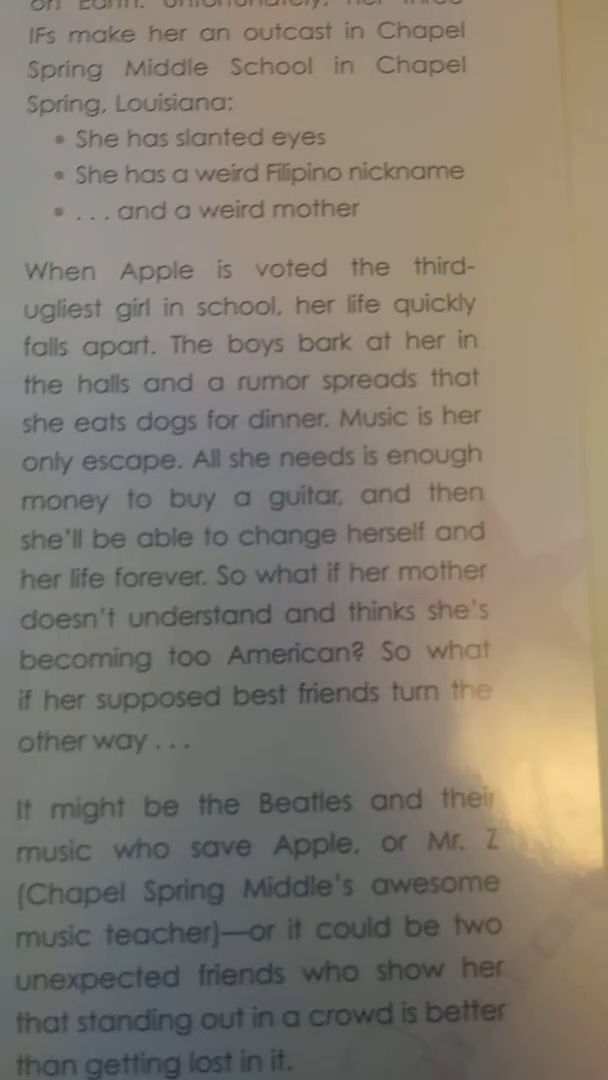 on Earth. Unfortunately, her three
IFs make her an outcast in Chapel
Spring Middle School in Chapel
Spring, Louisiana:
• She has slanted eyes
• She has a weird Filipino nickname
• . . . and a weird mother
When Apple is voted the third-
ugliest girl in school, her life quickly
falls apart. The boys bark at her in
the halls and a rumor spreads that
she eats dogs for dinner. Music is her
only escape. All she needs is enough
money to buy a guitar, and then
she'll be able to change herself and
her life forever. So what if her mother
doesn't understand and thinks she's
becoming too American? So what
if her supposed best friends turn the
other way . . .
It might be the Beatles and their
music who save Apple, or Mr. Z
(Chapel Spring Middle's awesome
music teacher)—or it could be two
unexpected friends who show her
that standing out in a crowd is better
than getting lost in it.